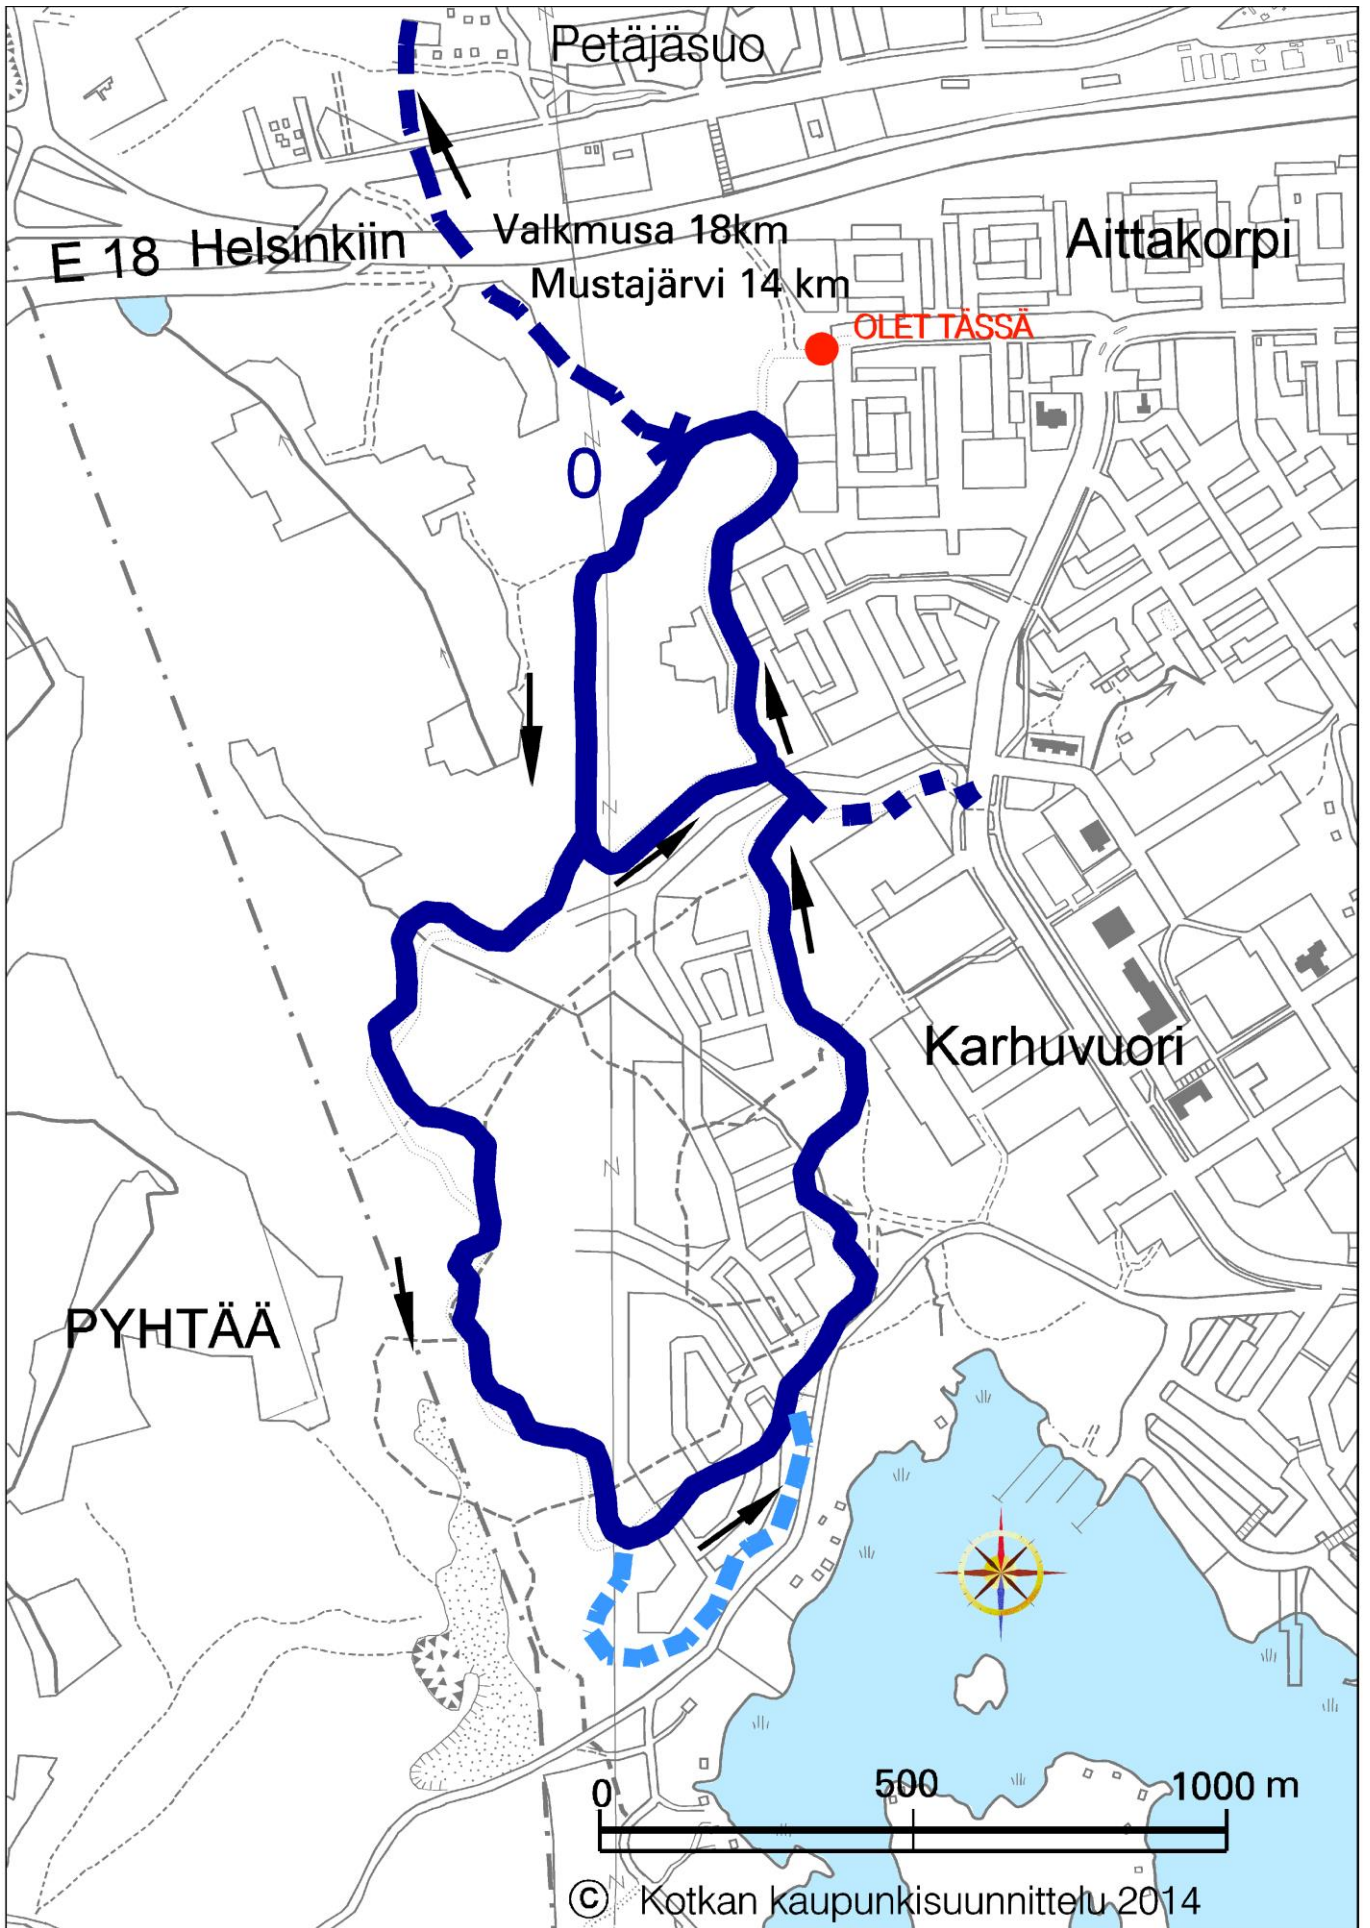 Petäjäsuo
Valkmusa 18km
Aittakorpi
E 18 Helsinkiin
Mustajärvi 14 km
OLET TÄSSÄ
0
Karhuvuori
PYHTÄÄ
0 500 1000 m
© Kotkan kaupunkisuunnittelu 2014